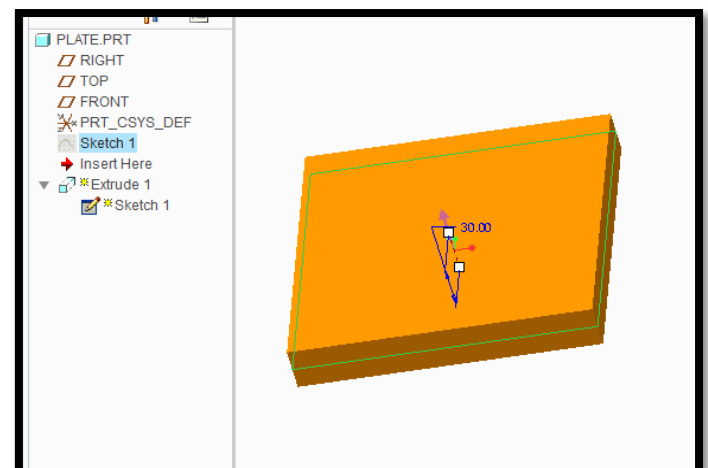 PLATE.PRT
RIGHT
TOP
FRONT
PRT_CSYS_DEF
Sketch 1
Insert Here
Extrude 1
Sketch 1
30.00